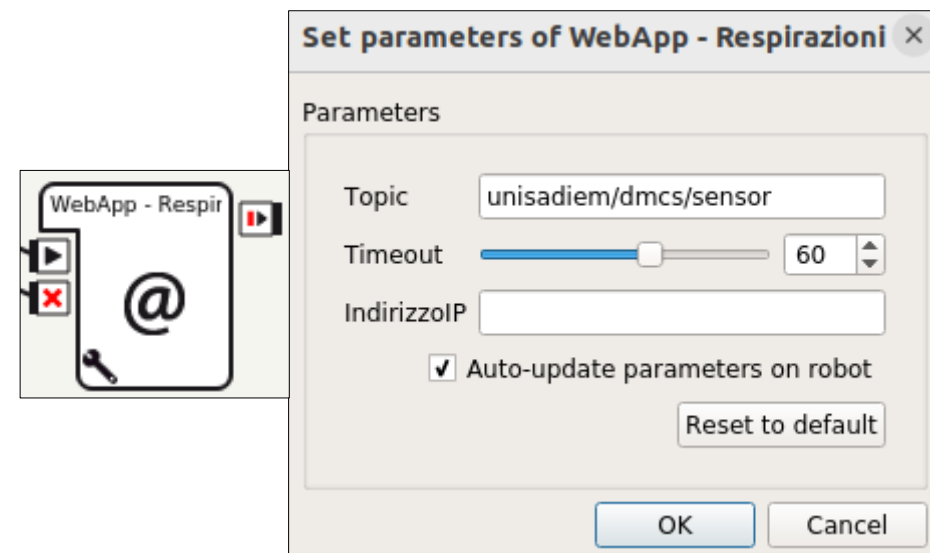 WebApp - Respir
@
Set parameters of WebApp - Respirazioni
Parameters
Topic unisadiem/dmcs/sensor
Timeout 60
IndirizzoIP
Auto-update parameters on robot
Reset to default
OK Cancel